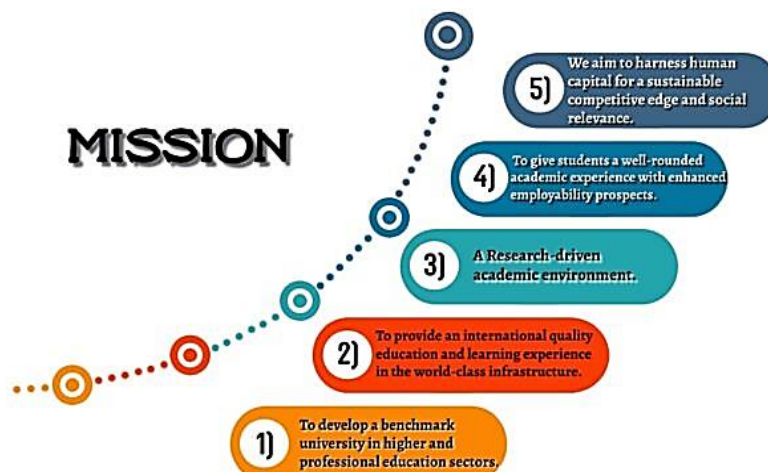 MISSION
5)
We aim to harness human
capital for a sustainable
competitive edge and social
relevance.
4)
To give students a well-rounded
academic experience with enhanced
employability prospects.
3)
A Research-driven
academic environment.
2)
To provide an international quality
education and learning experience
in the world-class infrastructure.
1)
To develop a benchmark
university in higher and
professional education sectors.